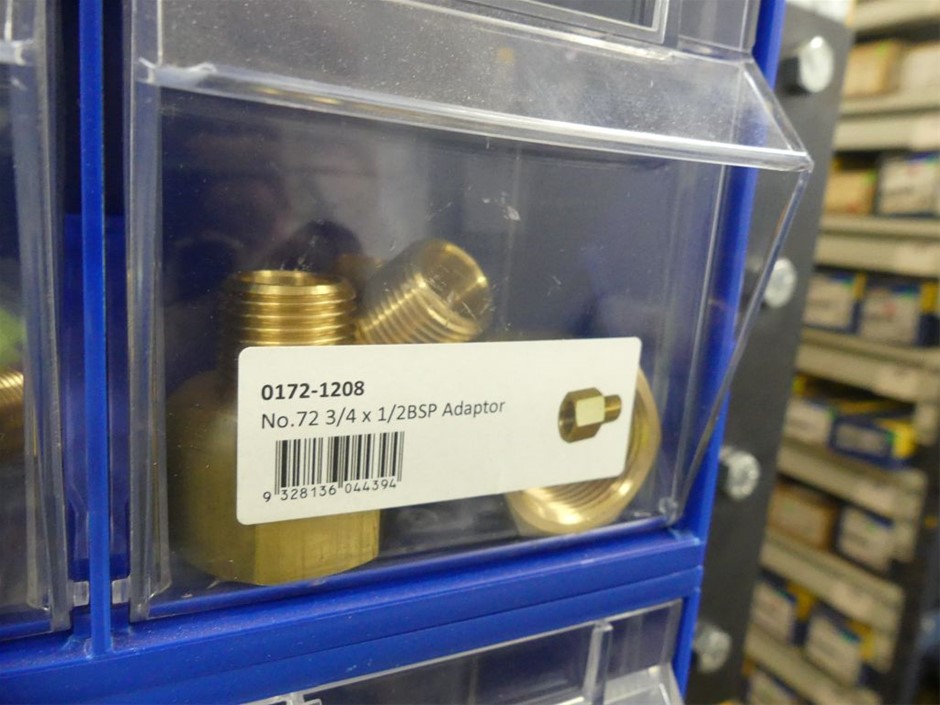 0172-1208
No.72 3/4 x 1/2BSP Adaptor
9 328136 044394